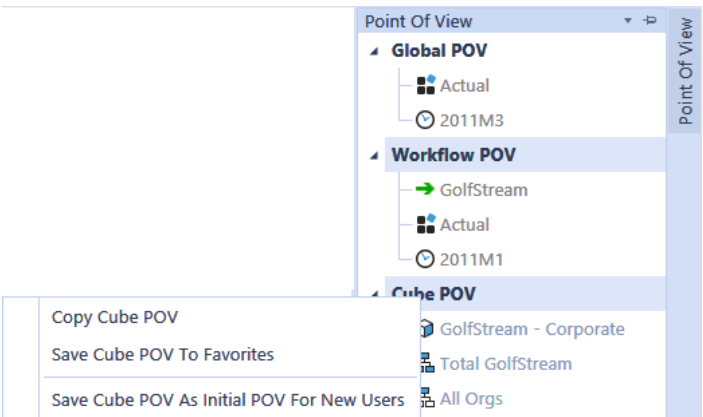 Point Of View
Point Of View
Global POV
Actual
2011M3
Workflow POV
GolfStream
Actual
2011M1
Cube POV
Copy Cube POV
GolfStream - Corporate
Save Cube POV To Favorites
Total GolfStream
Save Cube POV As Initial POV For New Users
All Orgs